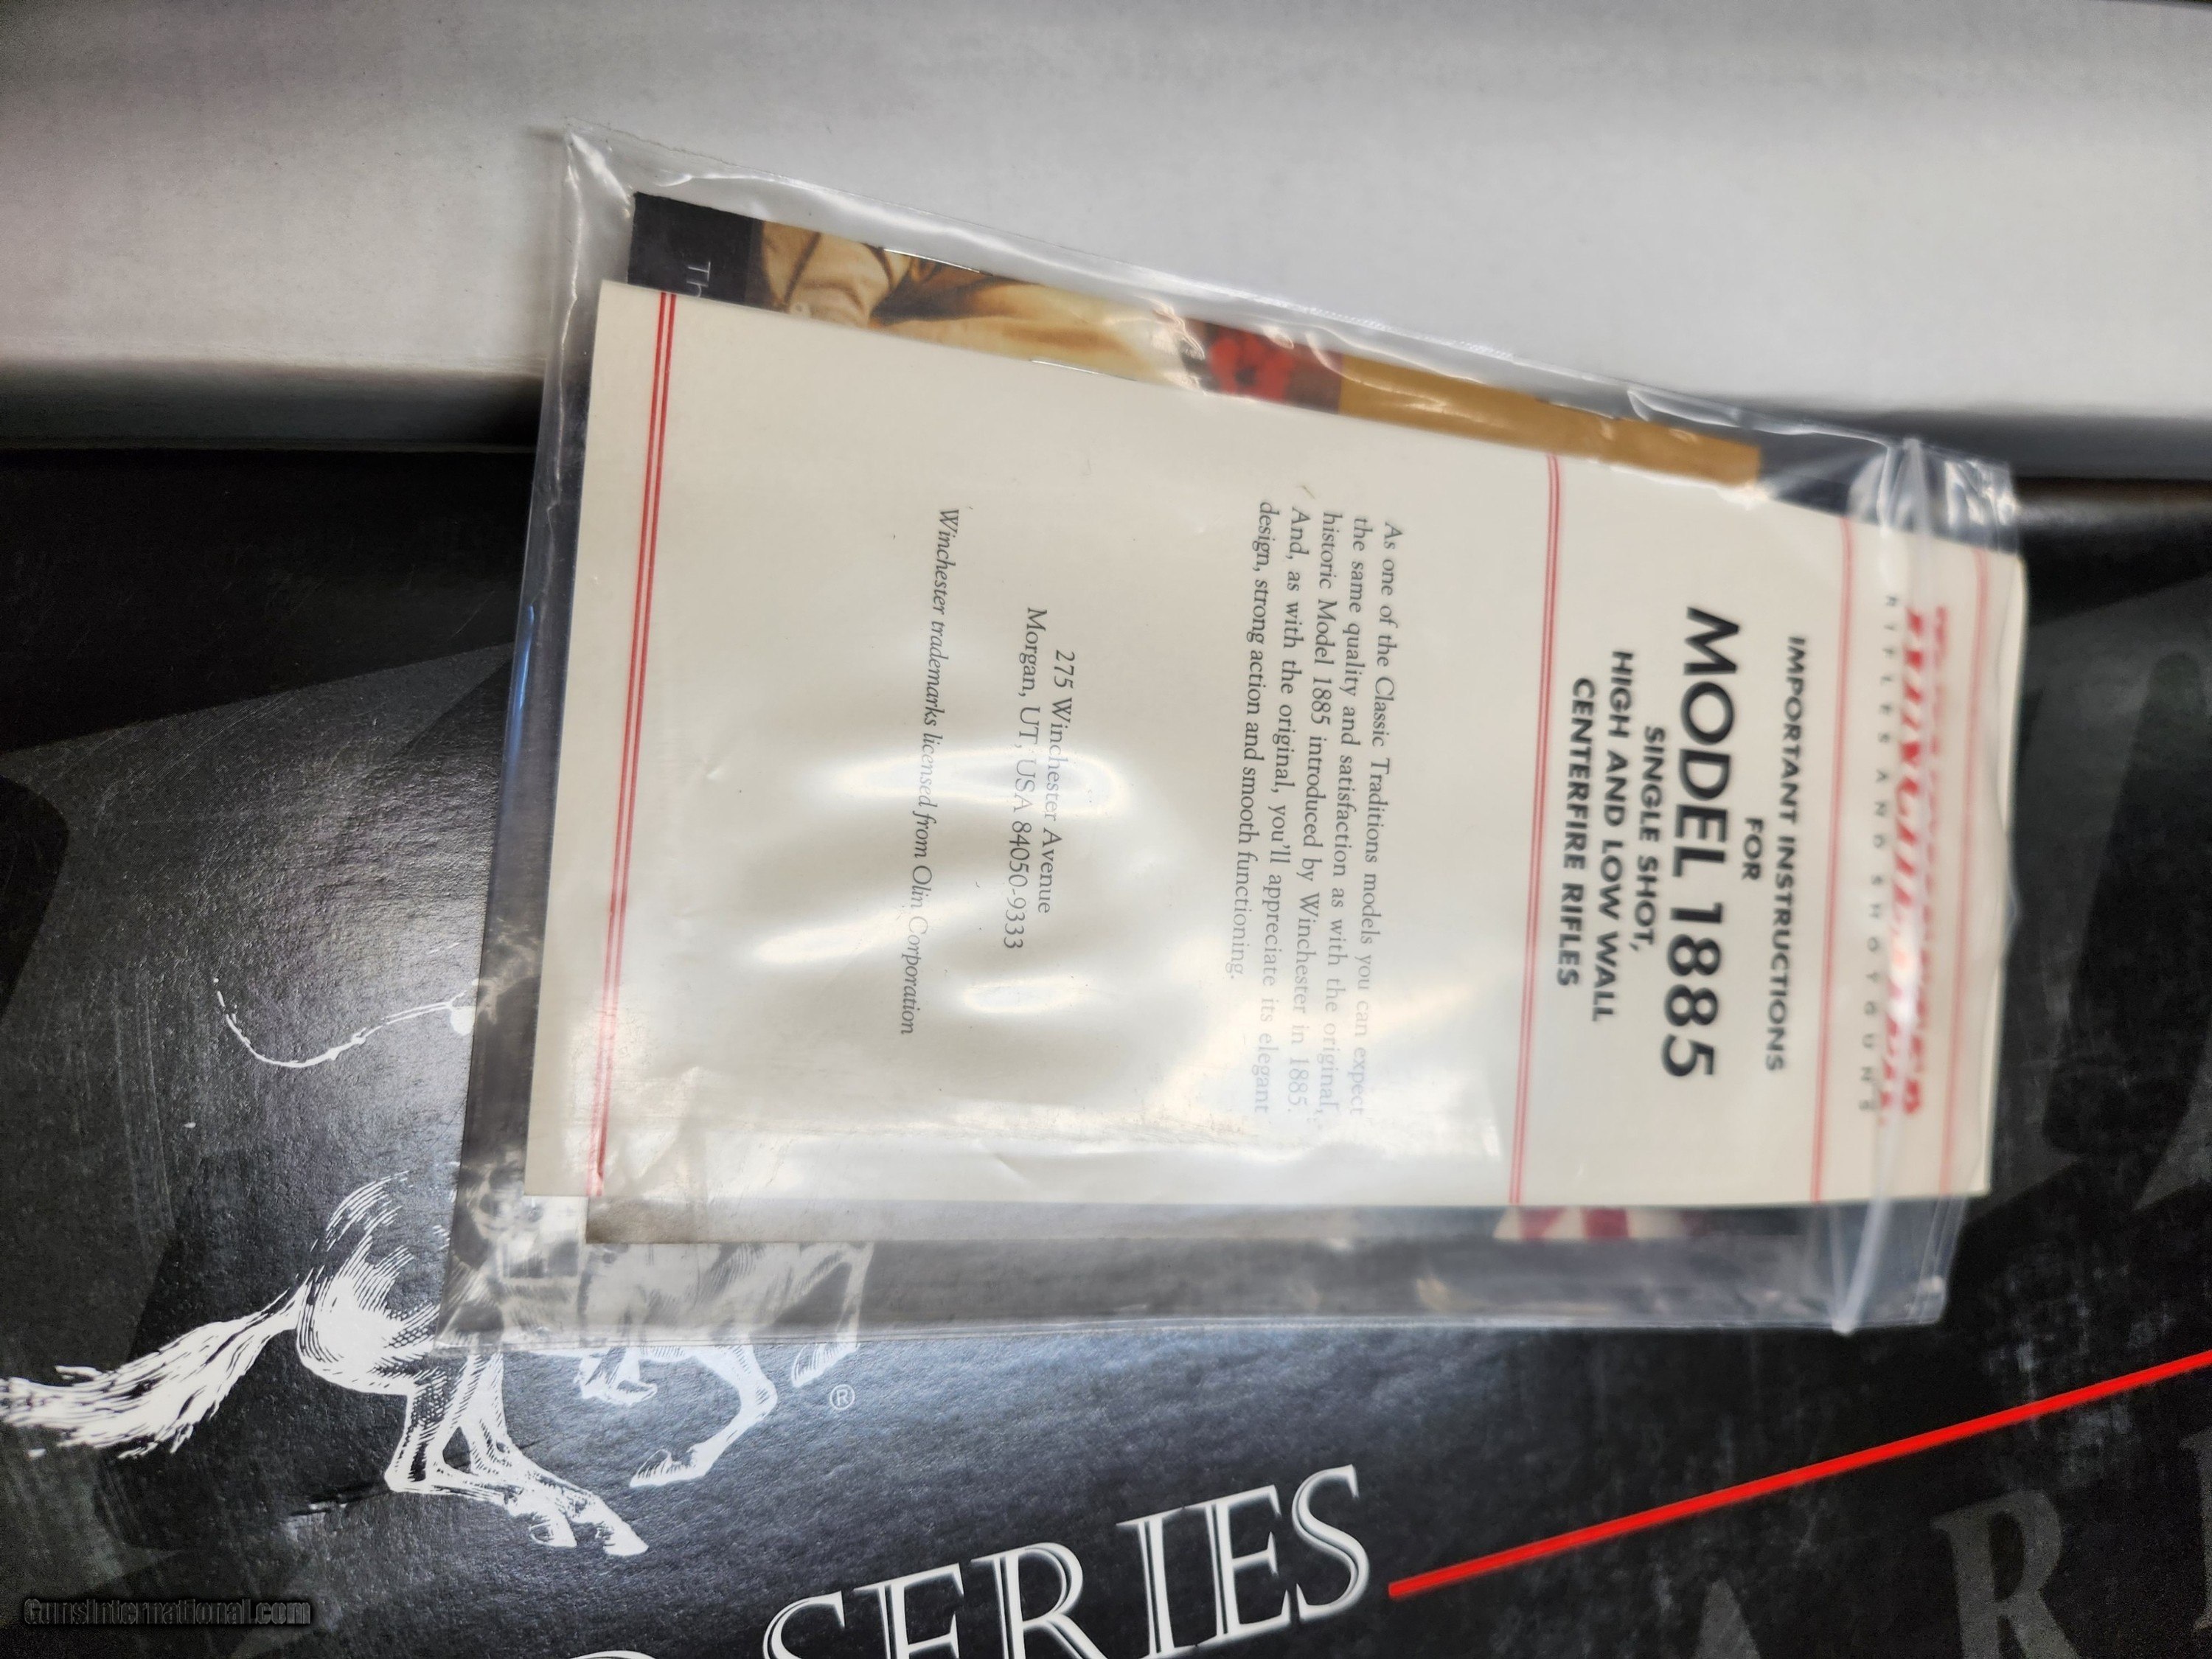 WINCHESTER
RIFLES AND SHOTGUNS
IMPORTANT INSTRUCTIONS
FOR
MODEL 1885
SINGLE SHOT,
HIGH AND LOW WALL
CENTERFIRE RIFLES
As one of the Classic Traditions models you can expect
the same quality and satisfaction as with the original,
historic Model 1885 introduced by Winchester in 1885.
And, as with the original, you'll appreciate its elegant
design, strong action and smooth functioning.
275 Winchester Avenue
Morgan, UT, USA 84050-9333
Winchester trademarks licensed from Olin Corporation
Th
®
SERIES
R
GunsInternational.com